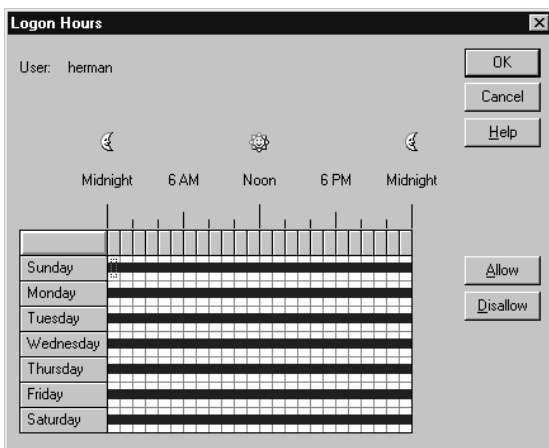 Logon Hours
User: herman
OK
Cancel
Help
Midnight 6 AM Noon 6 PM Midnight
Sunday
Monday
Tuesday
Wednesday
Thursday
Friday
Saturday
Allow
Disallow